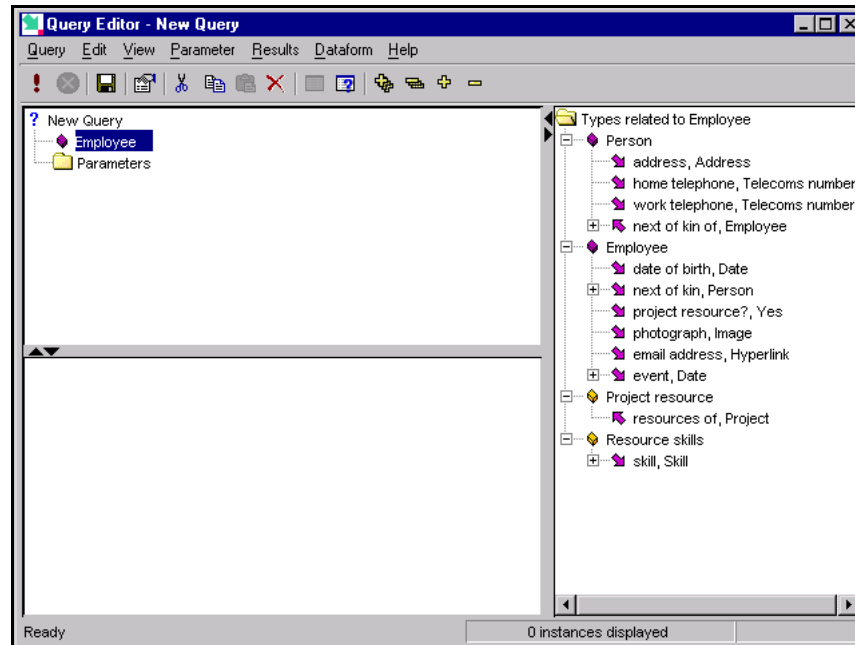 Query Editor - New Query
Query Edit View Parameter Results Dataform Help
? New Query
Employee
Parameters
Types related to Employee
Person
address, Address
home telephone, Telecoms number
work telephone, Telecoms number
next of kin of, Employee
Employee
date of birth, Date
next of kin, Person
project resource?, Yes
photograph, Image
email address, Hyperlink
event, Date
Project resource
resources of, Project
Resource skills
skill, Skill
Ready
0 instances displayed